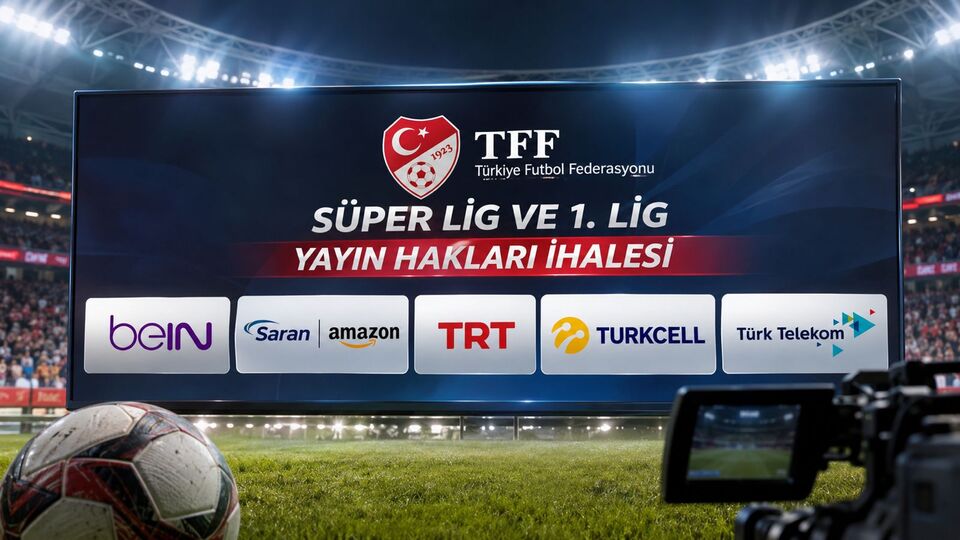 1923
TFF
Türkiye Futbol Federasyonu
SÜPER LİG VE 1. LİG
YAYIN HAKLARI İHALESİ
beIN
Saran | amazon
TRT
TURKCELL
Türk Telekom